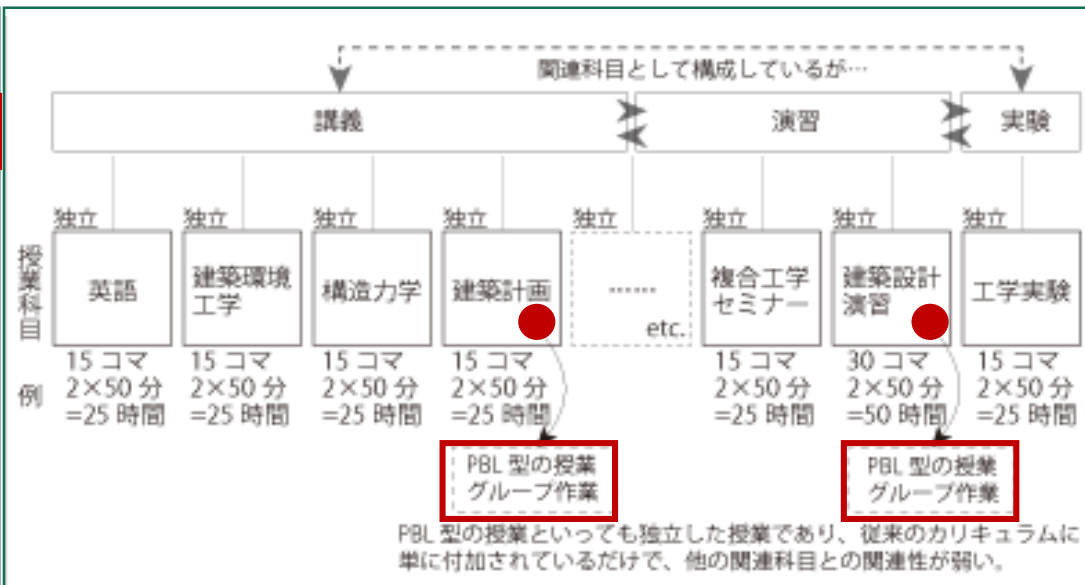 関連科目として構成しているが…
講義
演習
実験
独立
独立
独立
独立
独立
独立
独立
独立
授業科目
英語
建築環境
工学
構造力学
建築計画
……
etc.
複合工学
セミナー
建築設計
演習
工学実験
例
15 コマ
2×50 分
=25 時間
15 コマ
2×50 分
=25 時間
15 コマ
2×50 分
=25 時間
15 コマ
2×50 分
=25 時間
15 コマ
2×50 分
=25 時間
30 コマ
2×50 分
=50 時間
15 コマ
2×50 分
=25 時間
PBL 型の授業
グループ作業
PBL 型の授業
グループ作業
PBL 型の授業といっても独立した授業であり、従来のカリキュラムに
単に付加されているだけで、他の関連科目との関連性が弱い。